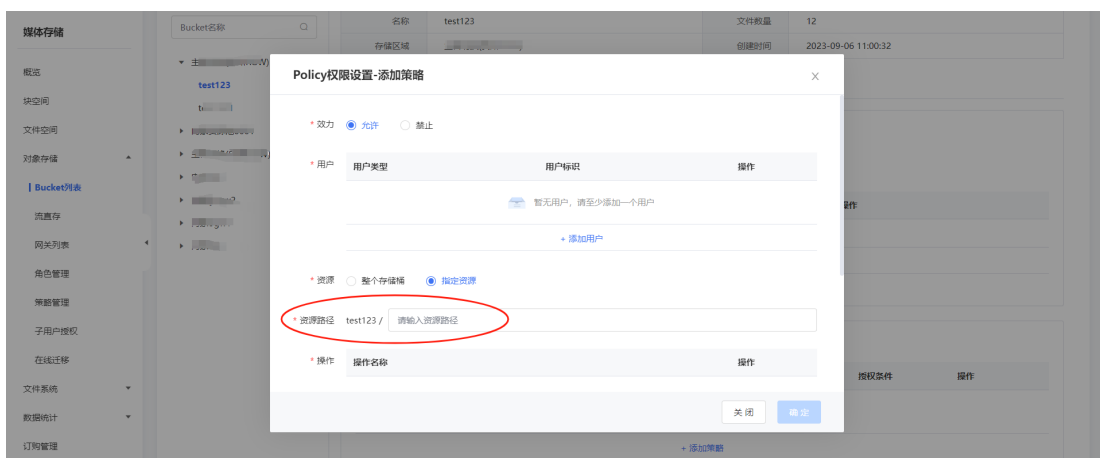 媒体存储
概览
块空间
文件空间
对象存储
Bucket列表
流直存
网关列表
角色管理
策略管理
子用户授权
在线迁移
文件系统
数据统计
订购管理
Bucket名称
test123
名称 test123 文件数量 12
存储区域 创建时间 2023-09-06 11:00:32
Policy权限设置-添加策略
* 效力 允许 禁止
* 用户 用户类型 用户标识 操作
暂无用户，请至少添加一个用户
+ 添加用户
* 资源 整个存储桶 指定资源
* 资源路径 test123 / 请输入资源路径
* 操作 操作名称 操作
关闭 确定
操作
授权条件 操作
+ 添加策略